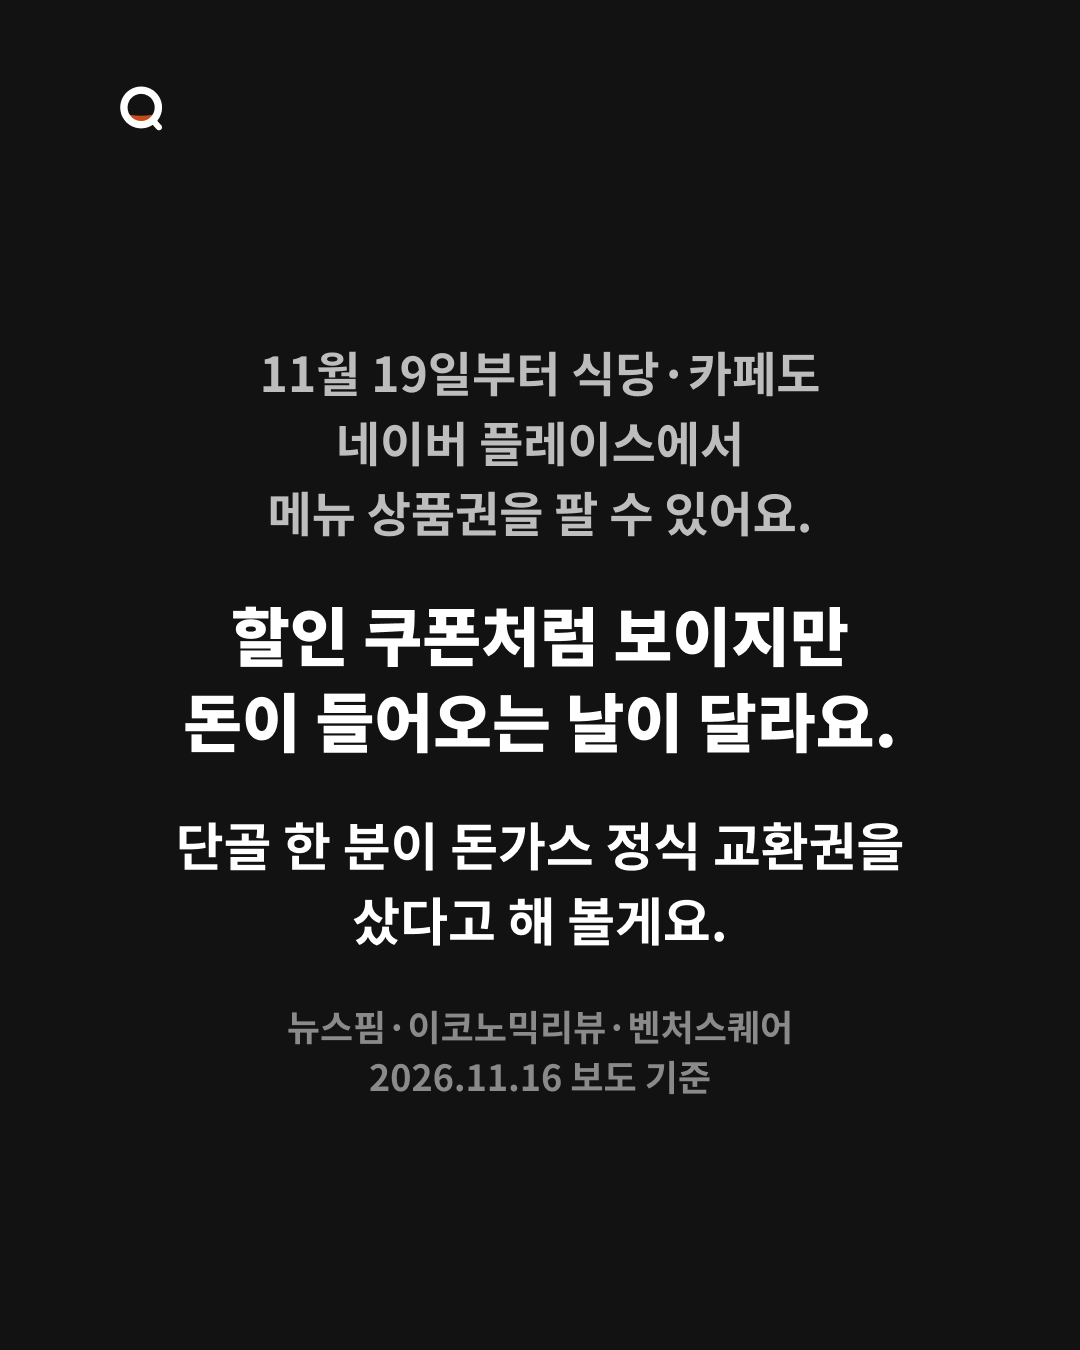 11월 19일부터 식당·카페도
네이버 플레이스에서
메뉴 상품권을 팔 수 있어요.
할인 쿠폰처럼 보이지만
돈이 들어오는 날이 달라요.
단골 한 분이 돈가스 정식 교환권을
샀다고 해 볼게요.
뉴스핌·이코노믹리뷰·벤처스퀘어
2026.11.16 보도 기준